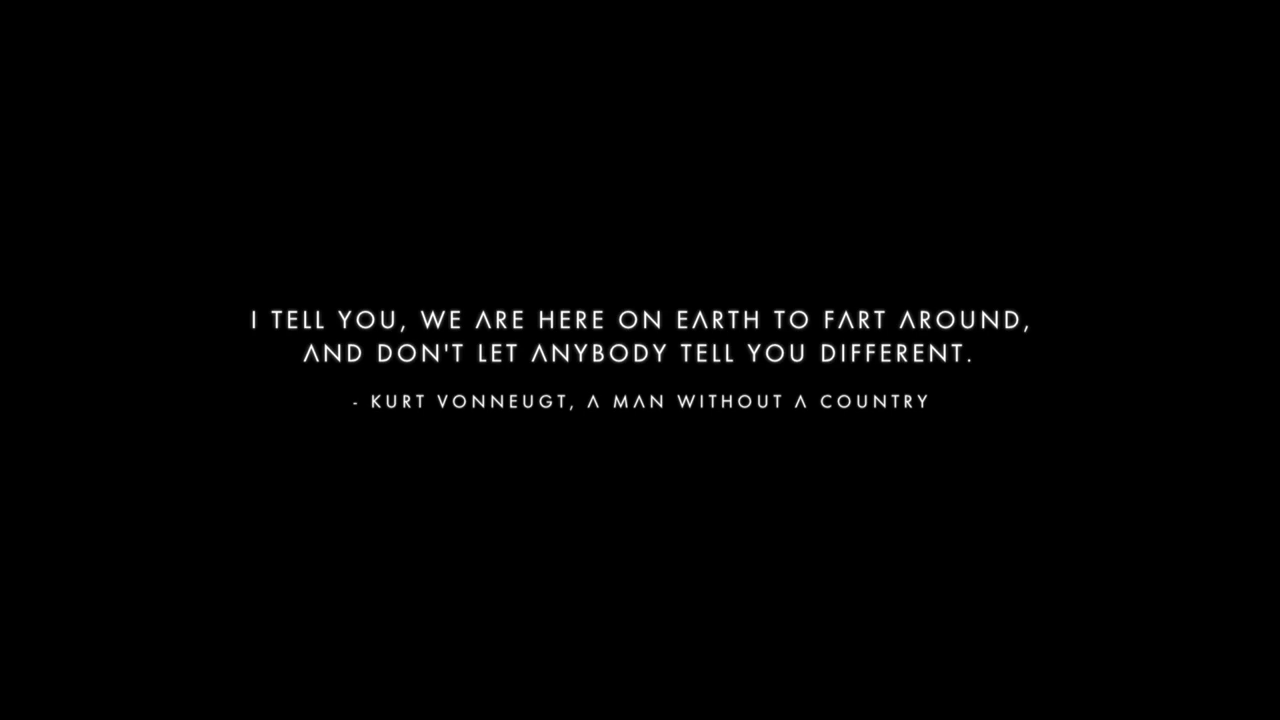 I TELL YOU, WE ARE HERE ON EARTH TO FART AROUND,
AND DON'T LET ANYBODY TELL YOU DIFFERENT.
- KURT VONNEUGT, A MAN WITHOUT A COUNTRY